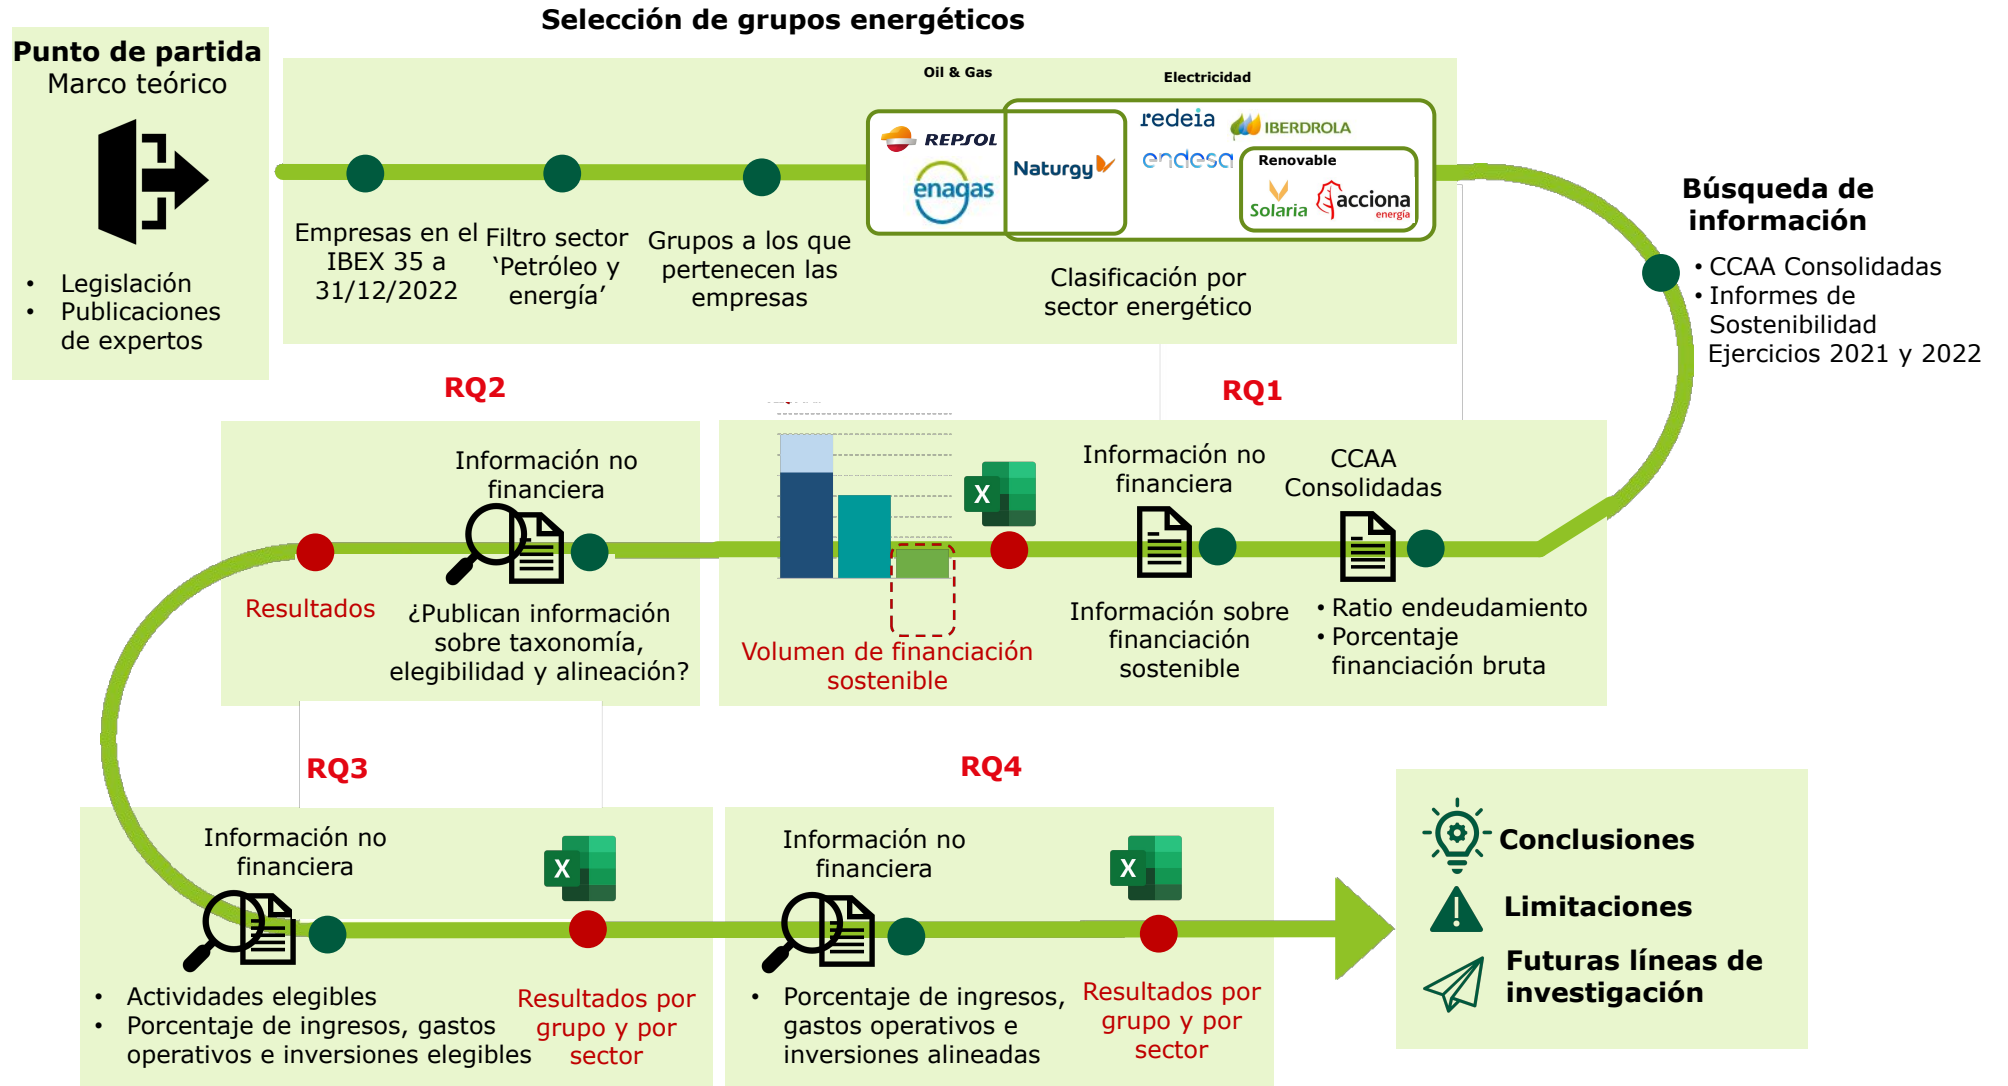 Selección de grupos energéticos
Punto de partida
Marco teórico
• Legislación
• Publicaciones
de expertos
Empresas en el
IBEX 35 a
31/12/2022
Filtro sector
‘Petróleo y
energía’
Grupos a los que
pertenecen las
empresas
Oil & Gas
Electricidad
REPSOL
enagas
Naturgy
redeia
IBERDROLA
endesa
Renovable
Solaria
acciona
energía
Clasificación por
sector energético
Búsqueda de
información
• CCAA Consolidadas
• Informes de
Sostenibilidad
Ejercicios 2021 y 2022
RQ1
CCAA
Consolidadas
• Ratio endeudamiento
• Porcentaje
financiación bruta
Información no
financiera
Información sobre
financiación
sostenible
X
Volumen de financiación
sostenible
RQ2
Información no
financiera
¿Publican información
sobre taxonomía,
elegibilidad y alineación?
Resultados
RQ3
Información no
financiera
• Actividades elegibles
• Porcentaje de ingresos, gastos
operativos e inversiones elegibles
X
Resultados por
grupo y por
sector
RQ4
Información no
financiera
• Porcentaje de ingresos,
gastos operativos e
inversiones alineadas
X
Resultados por
grupo y por
sector
Conclusiones
Limitaciones
Futuras líneas de
investigación